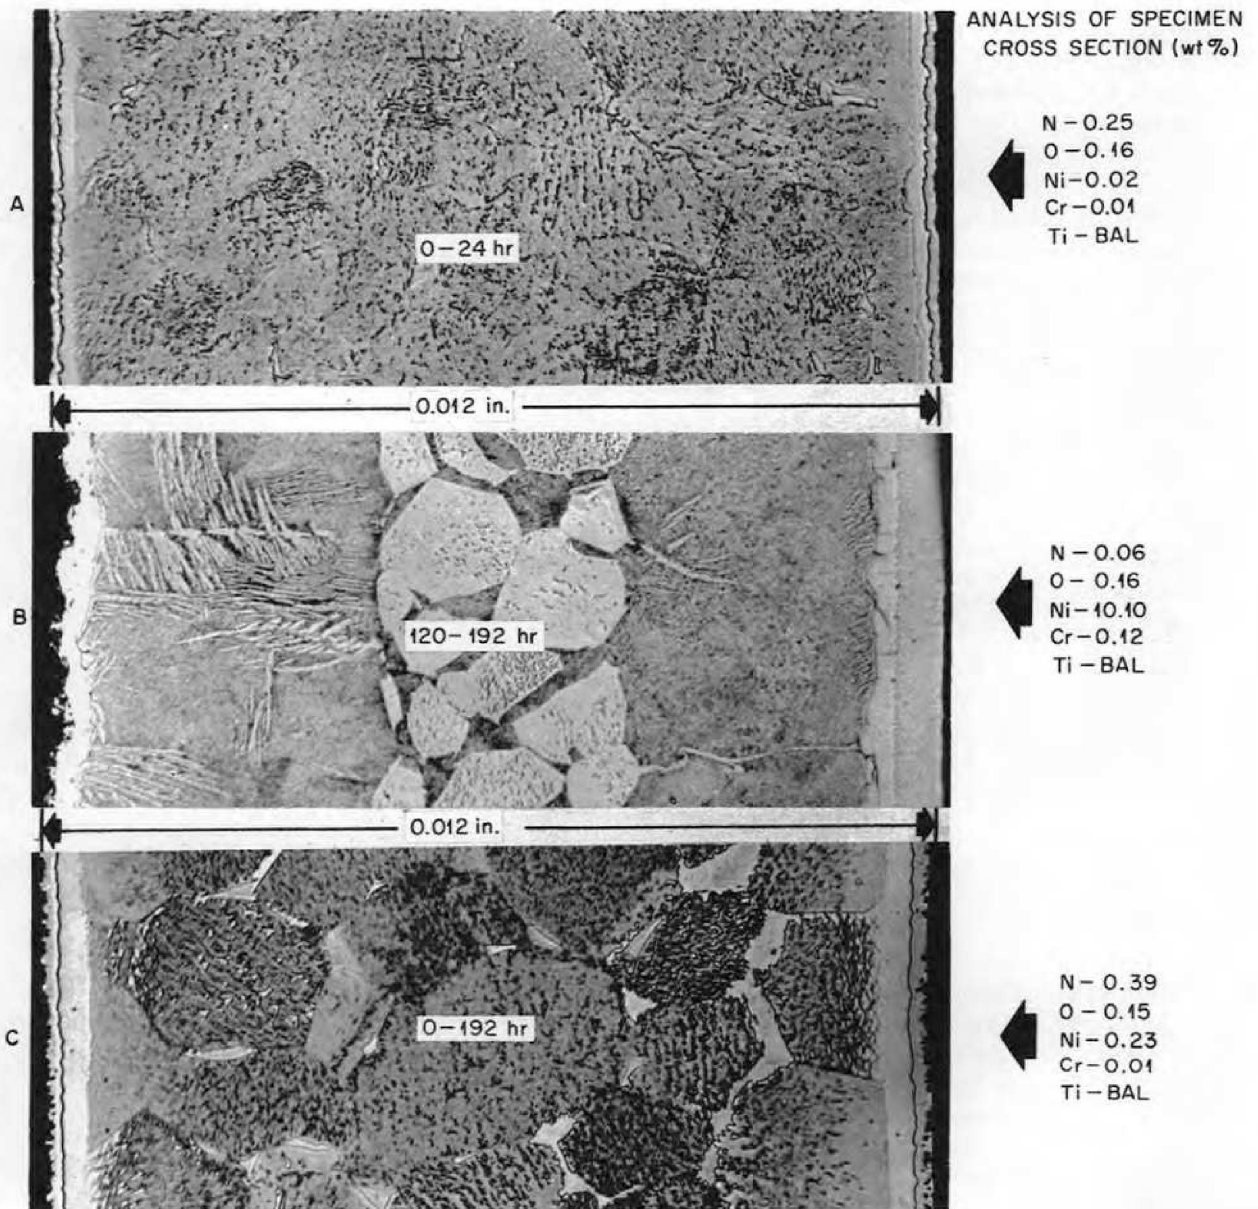 ANALYSIS OF SPECIMEN
CROSS SECTION (wt %)
A
0–24 hr
N – 0.25
O – 0.16
Ni–0.02
Cr–0.01
Ti – BAL
0.012 in.
B
120–192 hr
N – 0.06
O – 0.16
Ni–10.10
Cr–0.12
Ti – BAL
0.012 in.
C
0–192 hr
N – 0.39
O – 0.15
Ni–0.23
Cr–0.01
Ti – BAL